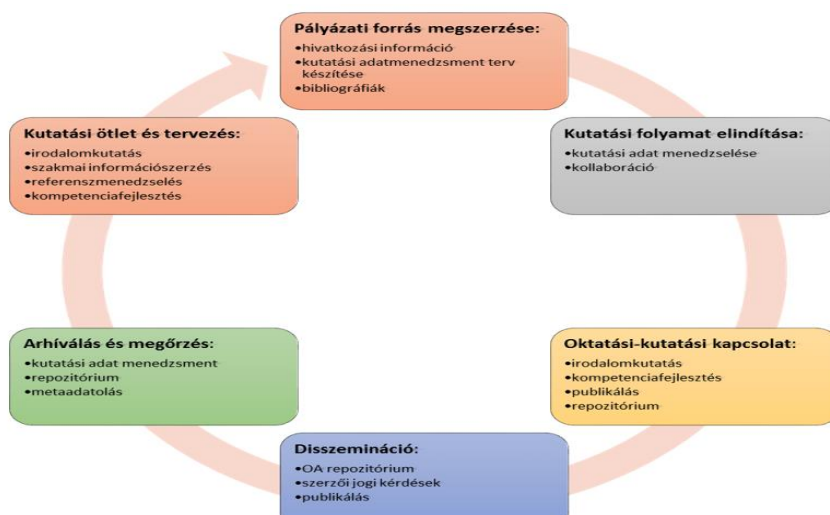 Pályázati forrás megszerzése:
•hivatkozási információ
•kutatási adatmenedzsment terv
készítése
•bibliográfiák
Kutatási folyamat elindítása:
•kutatási adat menedzselése
•kollaboráció
Oktatási-kutatási kapcsolat:
•irodalomkutatás
•kompetenciafejlesztés
•publikálás
•repozitórium
Disszemináció:
•OA repozitórium
•szerzői jogi kérdések
•publikálás
Arhíválás és megőrzés:
•kutatási adat menedzsment
•repozitórium
•metaadatolás
Kutatási ötlet és tervezés:
•irodalomkutatás
•szakmai információszerzés
•referenszmenedzselés
•kompetenciafejlesztés